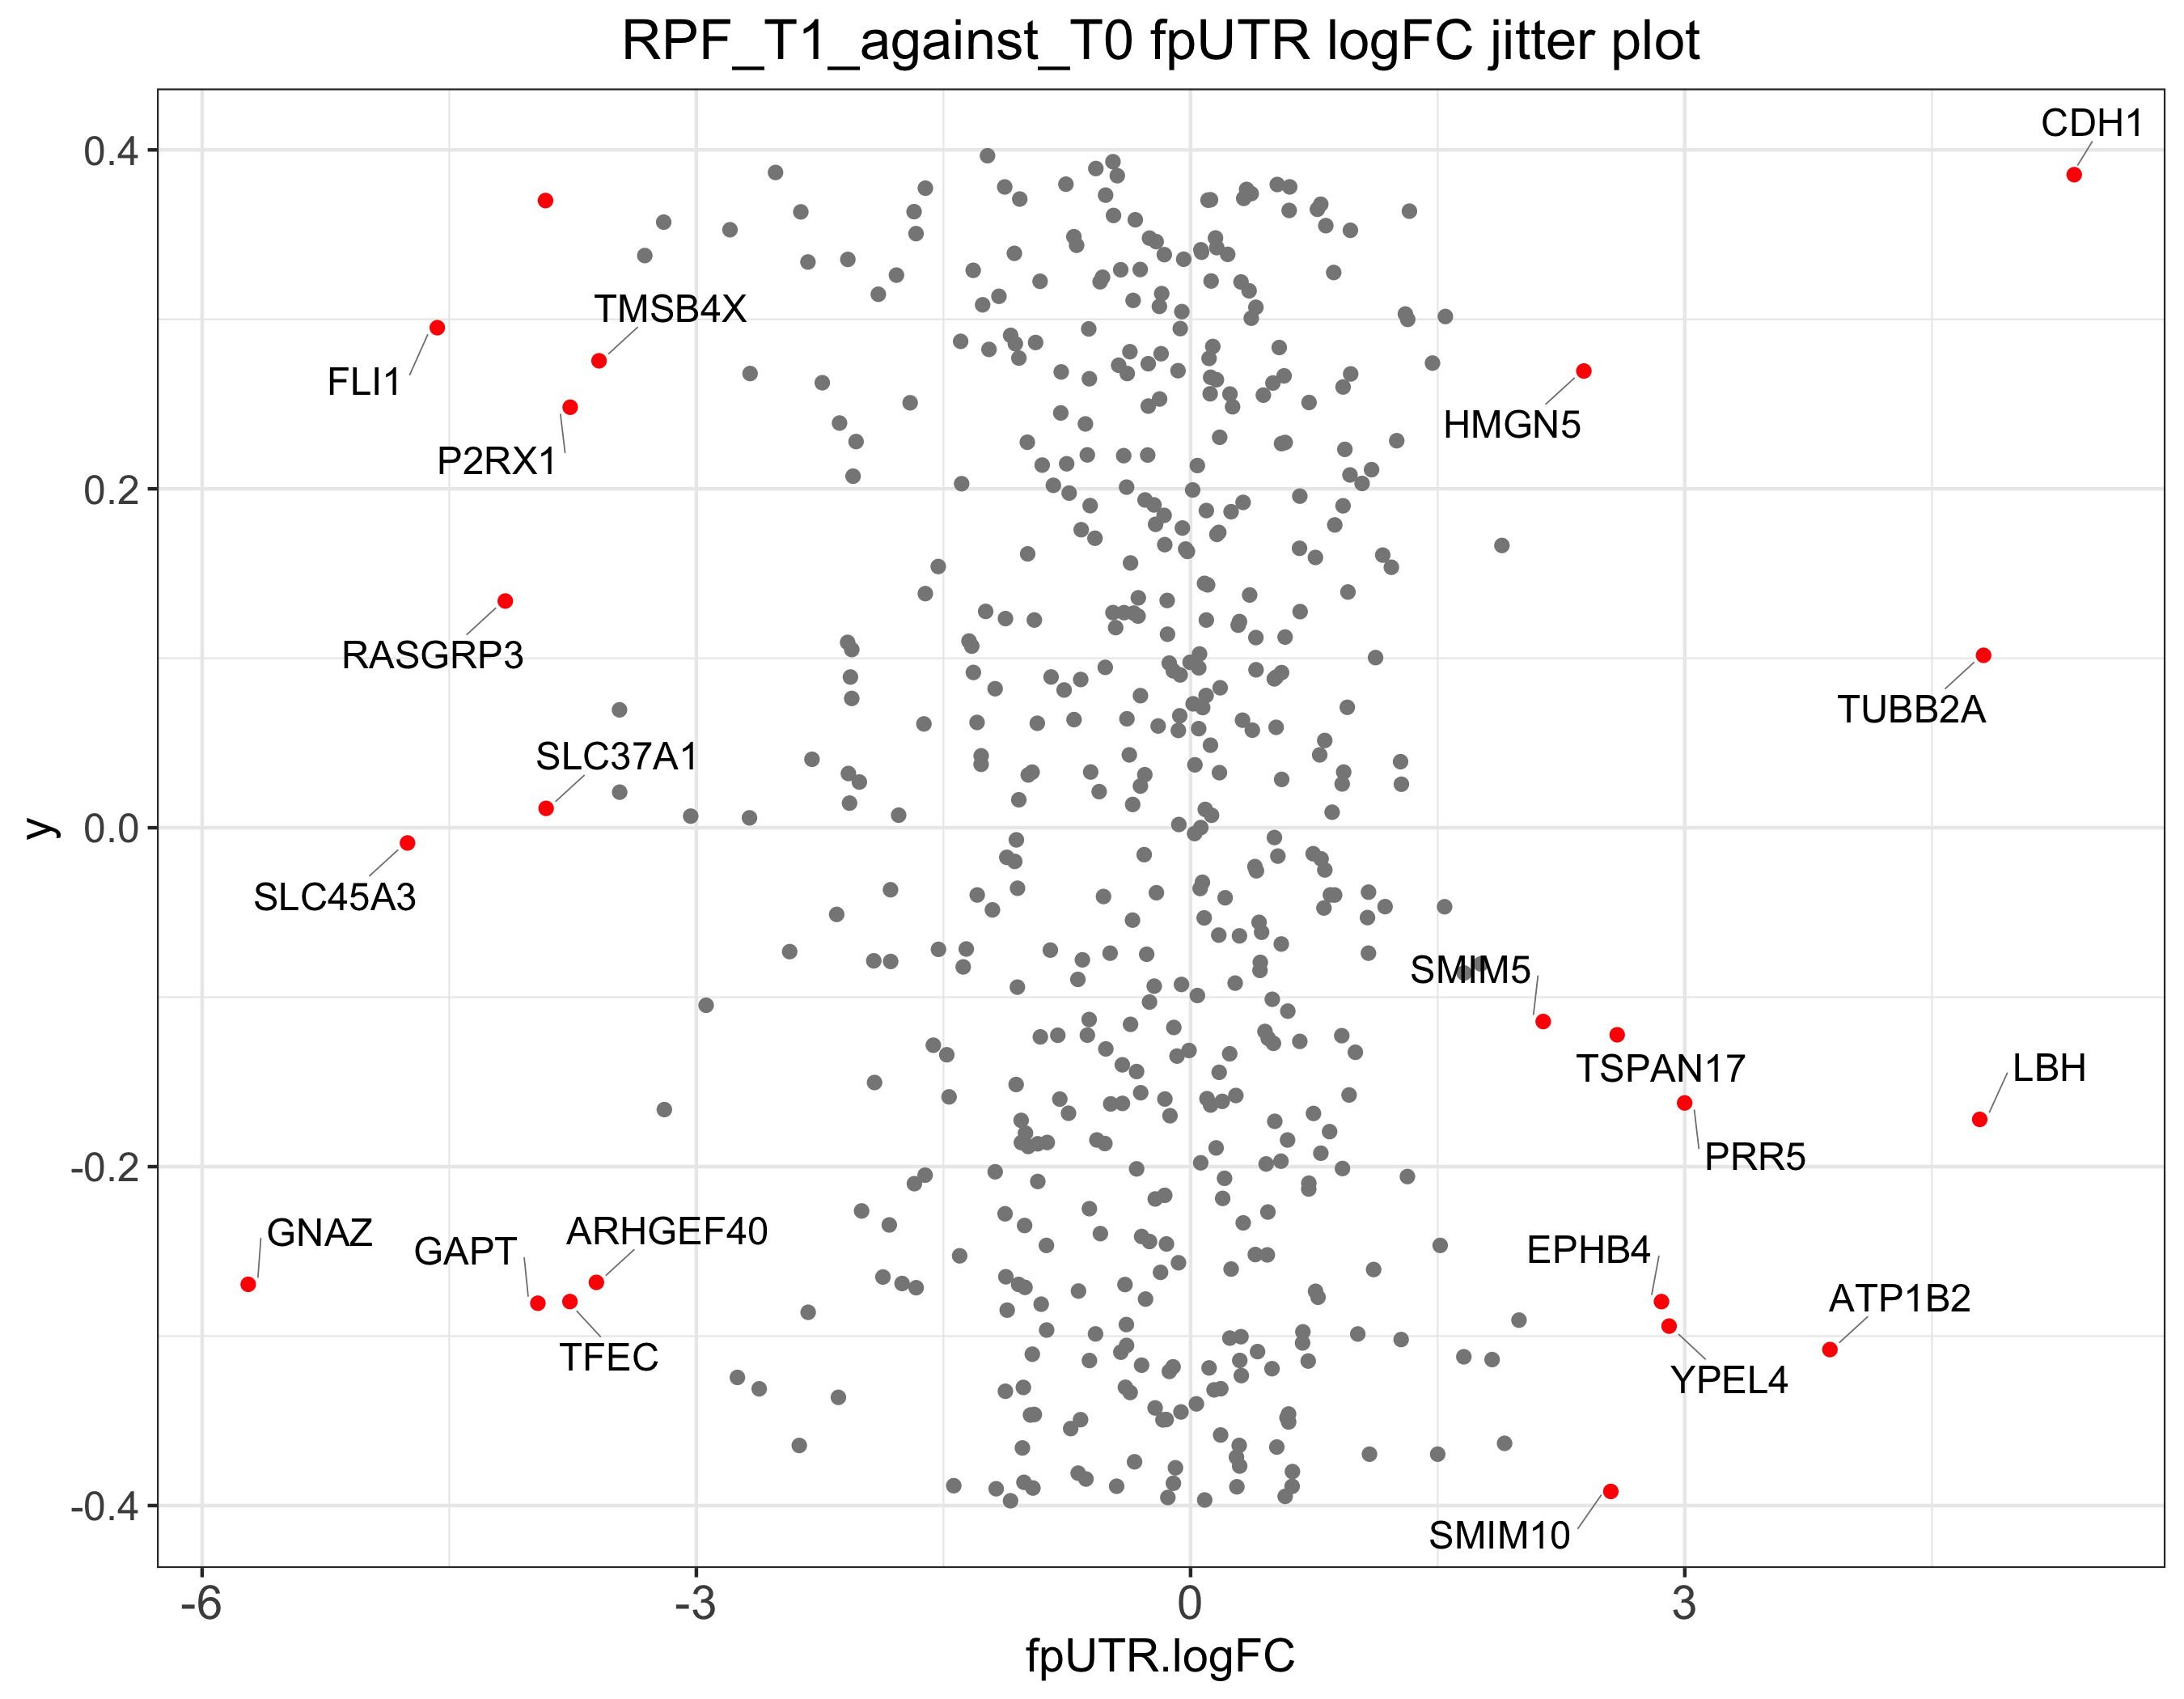 RPF_T1_against_T0 fpUTR logFC jitter plot
CDH1
0.4
TMSB4X
FLI1
HMGN5
P2RX1
0.2
RASGRP3
TUBB2A
SLC37A1
y
0.0
SLC45A3
SMIM5
TSPAN17
LBH
PRR5
-0.2
GNAZ
ARHGEF40
GAPT
EPHB4
ATP1B2
TFEC
YPEL4
-0.4
SMIM10
-6
-3
0
3
fpUTR.logFC